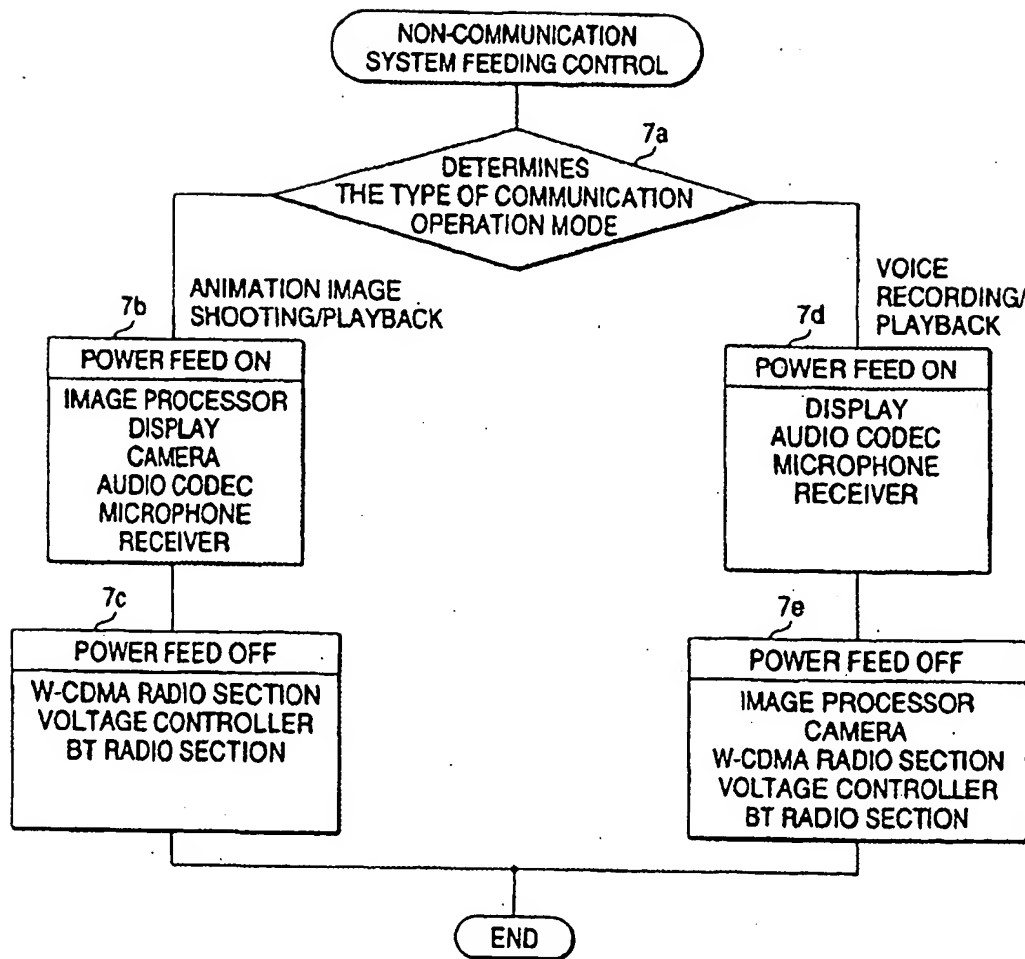 NON-COMMUNICATION
SYSTEM FEEDING CONTROL
7a
DETERMINES
THE TYPE OF COMMUNICATION
OPERATION MODE
ANIMATION IMAGE
SHOOTING/PLAYBACK
7b
POWER FEED ON
IMAGE PROCESSOR
DISPLAY
CAMERA
AUDIO CODEC
MICROPHONE
RECEIVER
7c
POWER FEED OFF
W-CDMA RADIO SECTION
VOLTAGE CONTROLLER
BT RADIO SECTION
VOICE
RECORDING/
PLAYBACK
7d
POWER FEED ON
DISPLAY
AUDIO CODEC
MICROPHONE
RECEIVER
7e
POWER FEED OFF
IMAGE PROCESSOR
CAMERA
W-CDMA RADIO SECTION
VOLTAGE CONTROLLER
BT RADIO SECTION
END